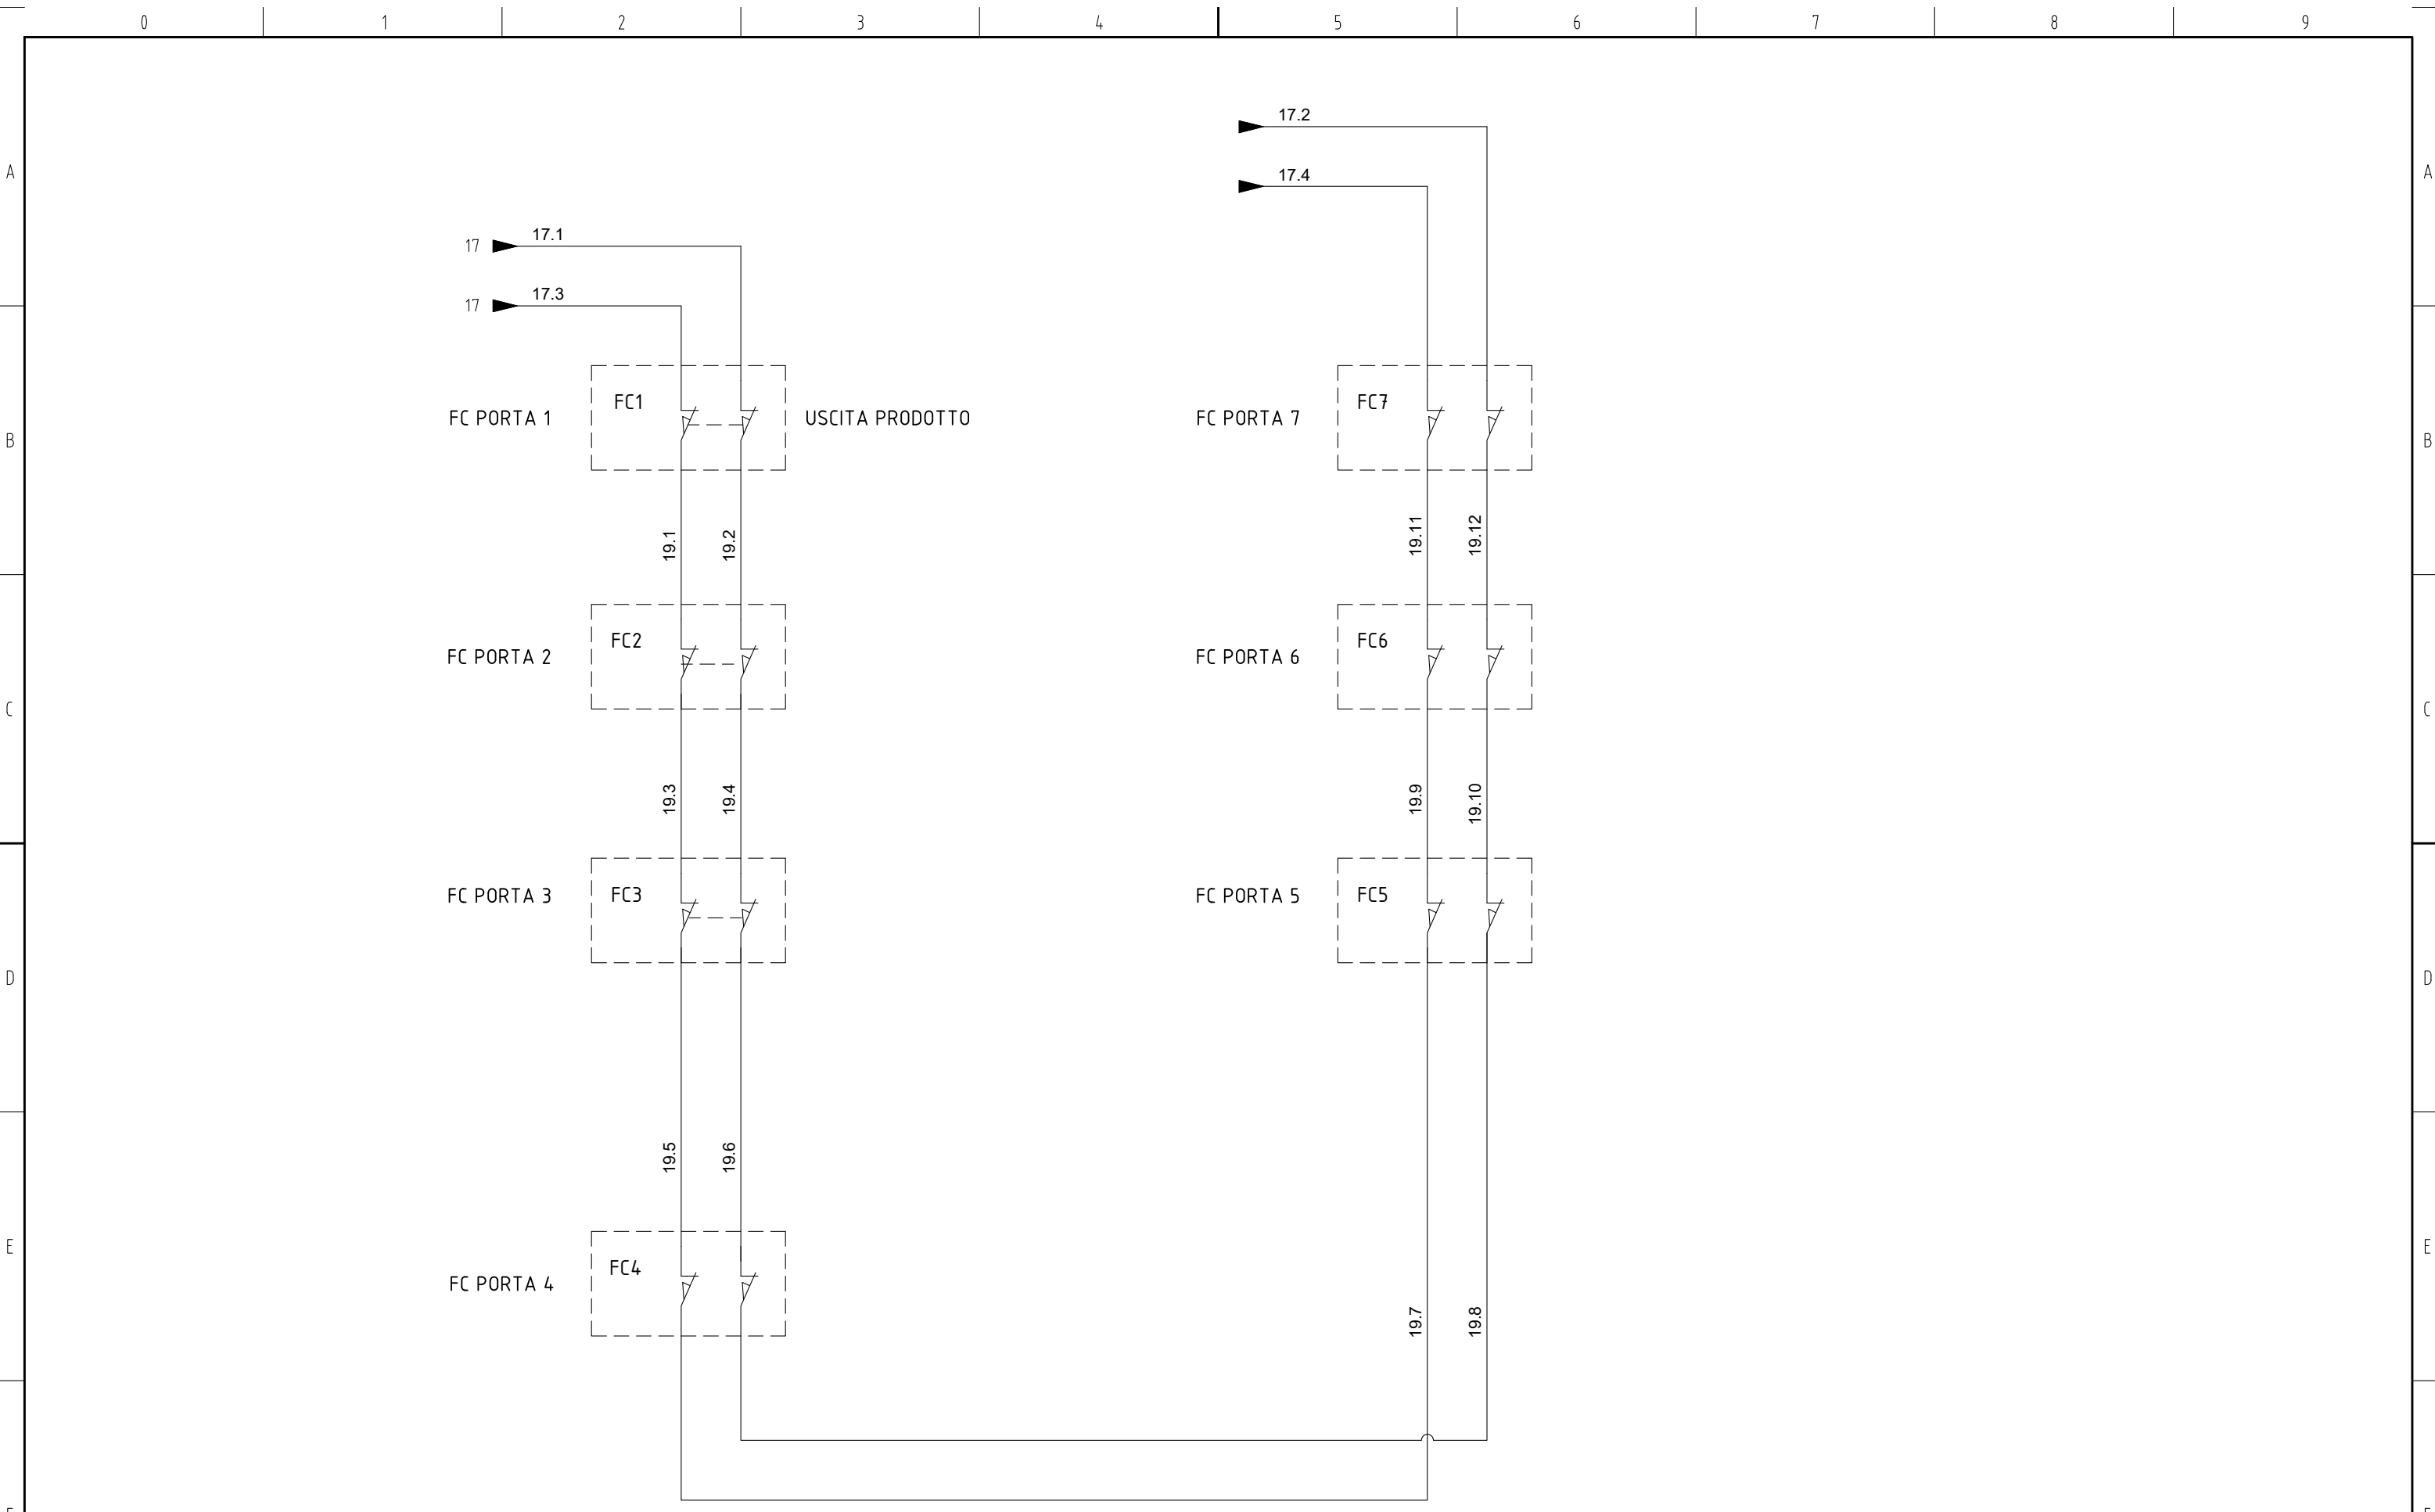 0 1 2 3 4 5 6 7 8 9
17.2
A A
17.4
17 17.1
17 17.3
FC PORTA 1 FC1 USCITA PRODOTTO
FC PORTA 7 FC7
B B
19.1 19.2 19.11 19.12
FC PORTA 2 FC2
FC PORTA 6 FC6
C C
19.3 19.4 19.9 19.10
FC PORTA 3 FC3
FC PORTA 5 FC5
D D
19.5 19.6
E E
FC PORTA 4 FC4
19.7 19.8